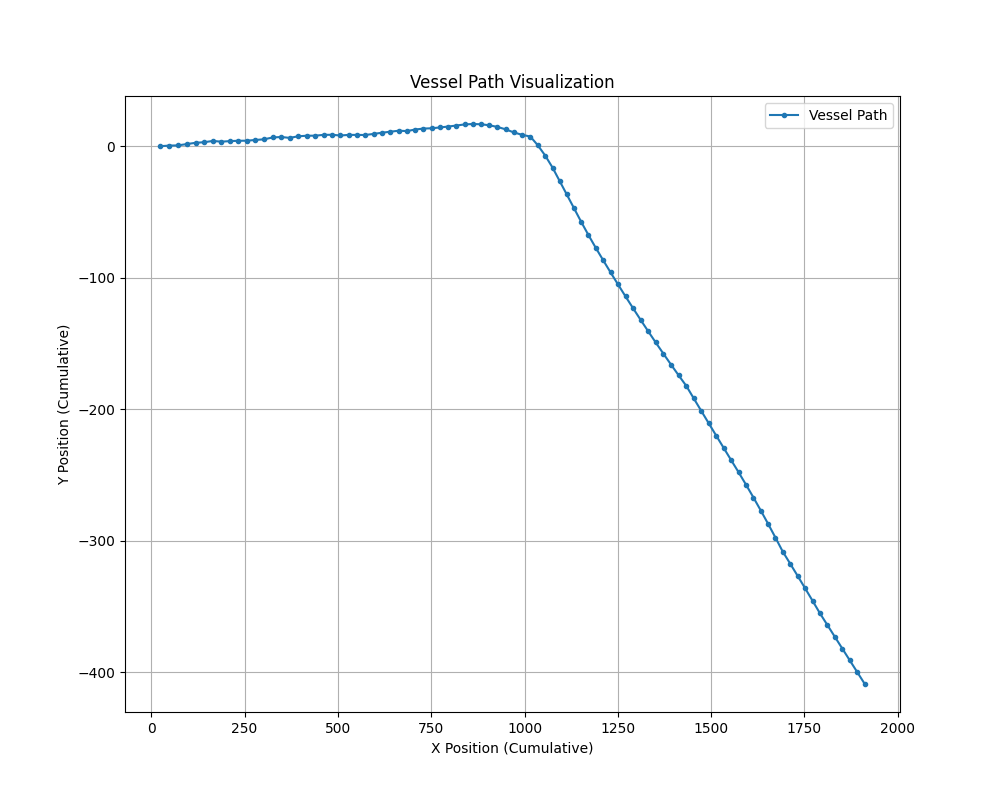 Vessel Path Visualization
Vessel Path
Y Position (Cumulative)
0
−100
−200
−300
−400
0 250 500 750 1000 1250 1500 1750 2000
X Position (Cumulative)